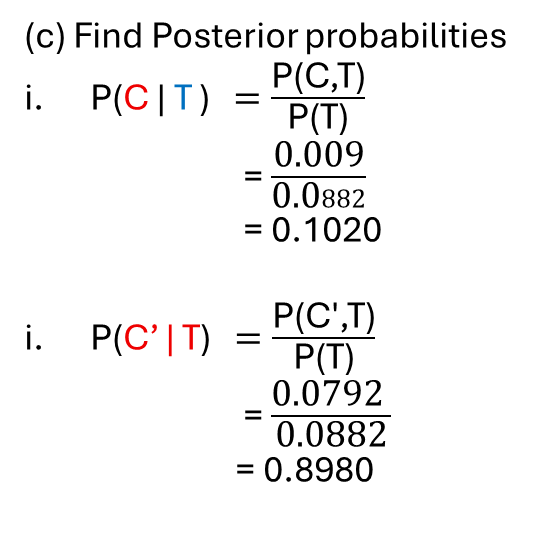 (c) Find Posterior probabilities
i. P(C | T ) = P(C,T)
P(T)
= 0.009
0.0882
= 0.1020
i. P(C’ | T) = P(C',T)
P(T)
= 0.0792
0.0882
= 0.8980